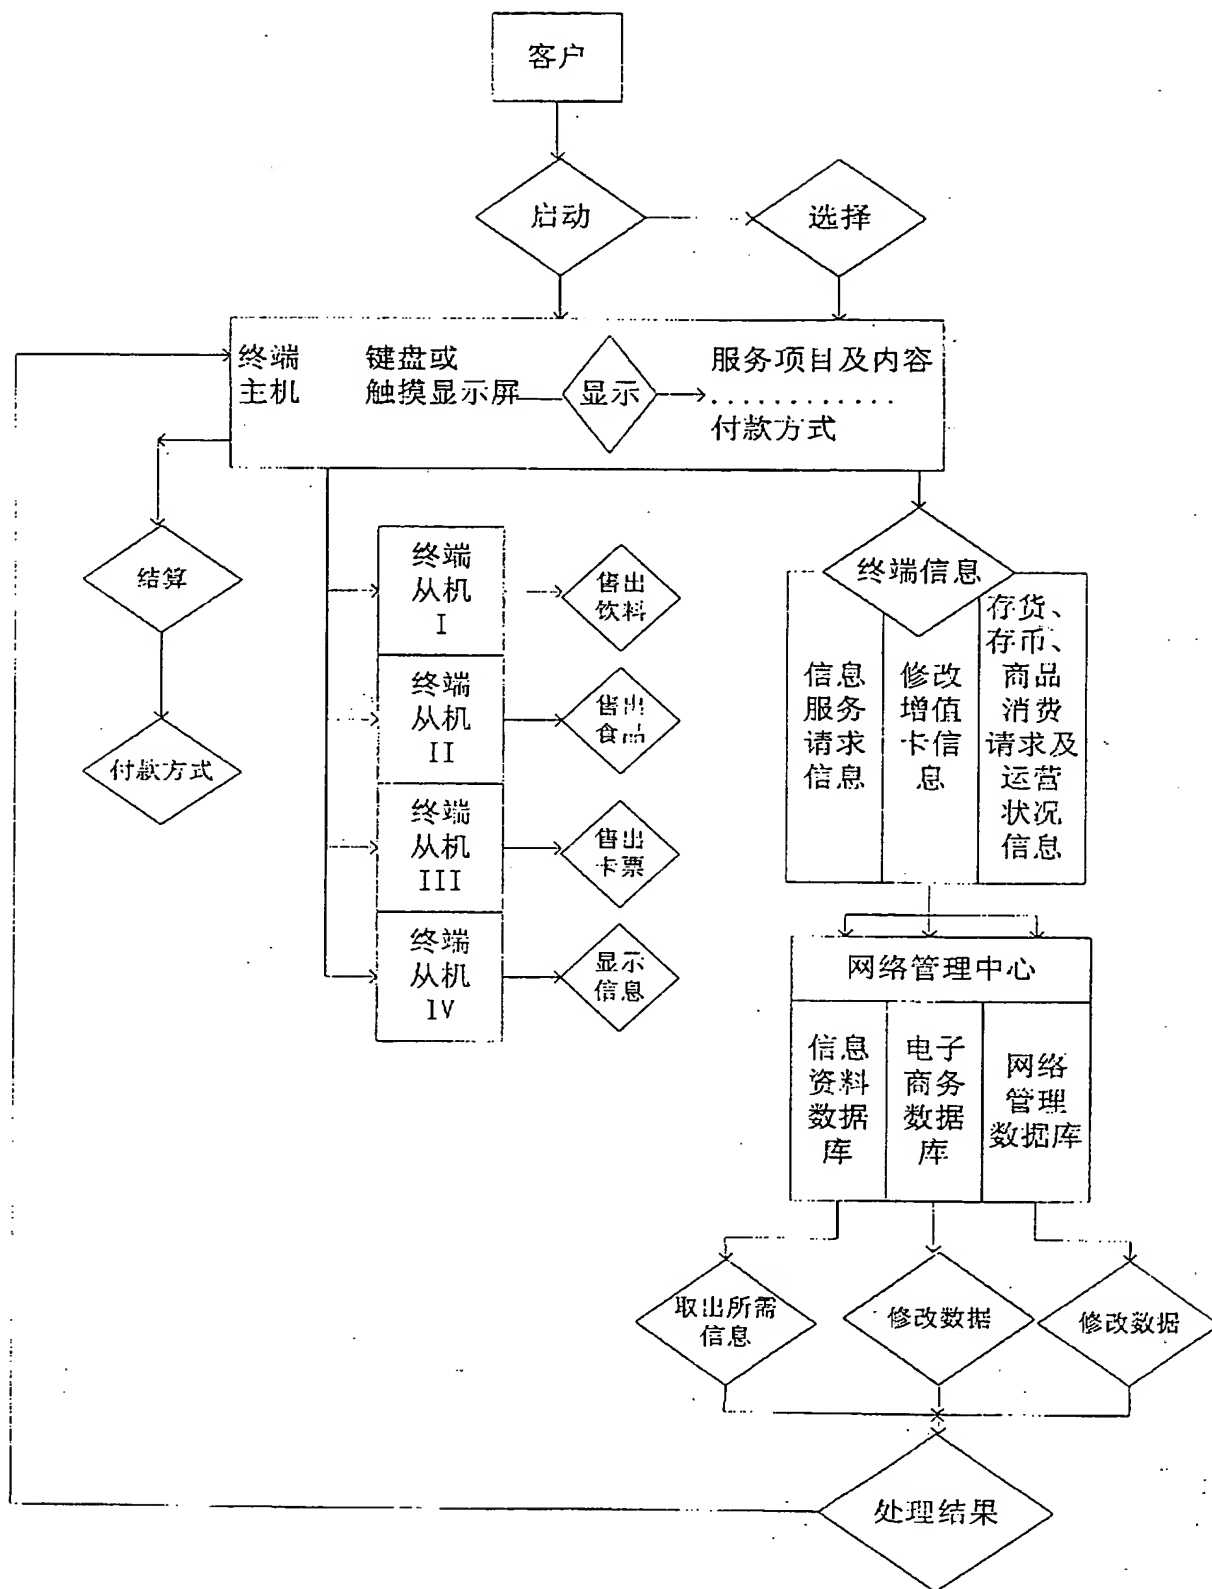 客户
启动
选择
终端
主机
键盘或
触摸显示屏
显示
服务项目及内容
............
付款方式
结算
付款方式
终端
从机
I
售出
饮料
终端
从机
II
售出
食品
终端
从机
III
售出
卡票
终端
从机
IV
显示
信息
终端信息
信息
服务
请求
信息
修改
增值
卡信
息
存货、
存币、
商品
消费
请求及
运营
状况
信息
网络管理中心
信息
资料
数据
库
电子
商务
数据
库
网络
管理
数据库
取出所需
信息
修改数据
修改数据
处理结果